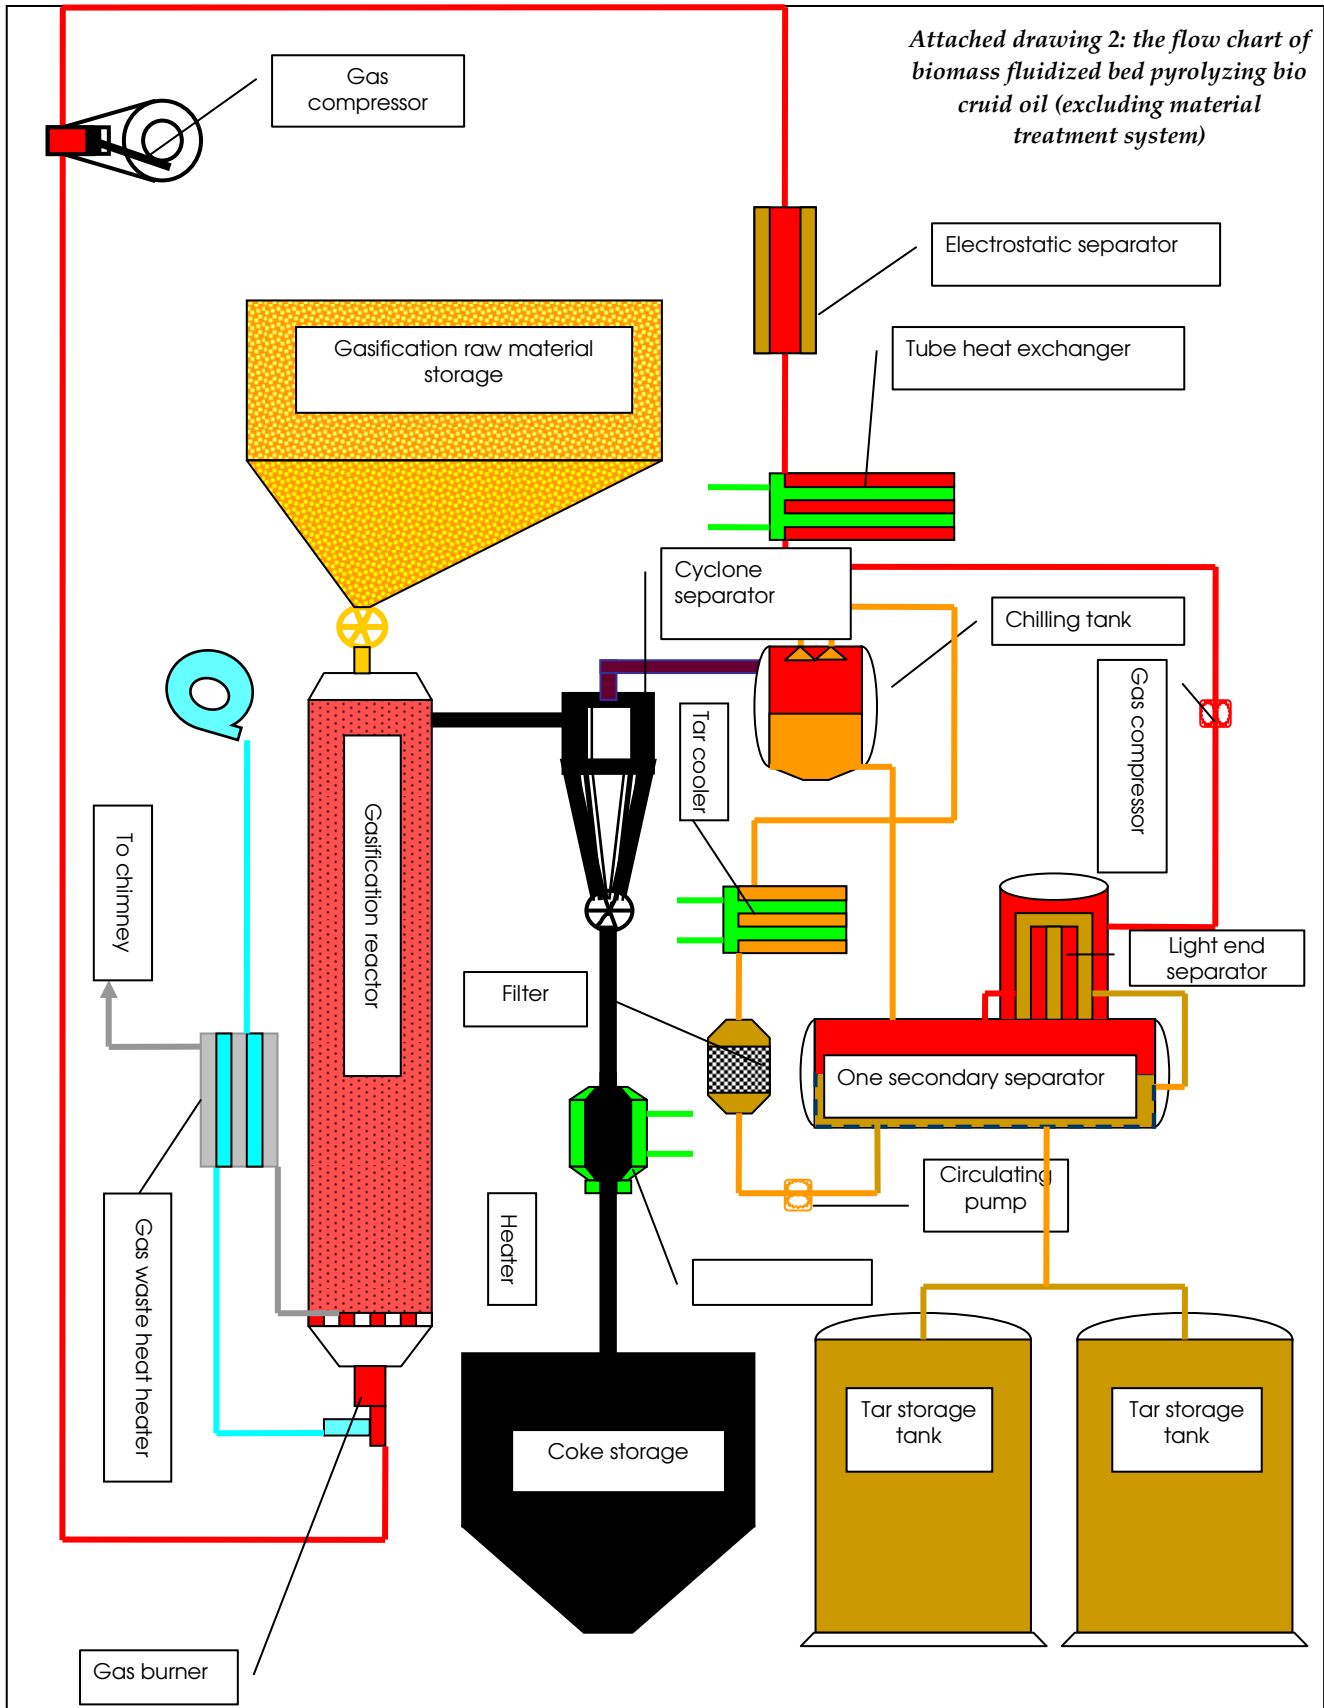 Attached drawing 2: the flow chart of
biomass fluidized bed pyrolyzing bio
cruid oil (excluding material
treatment system)
Gas
compressor
Electrostatic separator
Tube heat exchanger
Gasification raw material
storage
Cyclone
separator
Chilling tank
Gas compressor
Tar cooler
Gasification reactor
To chimney
Light end
separator
Filter
One secondary separator
Circulating
pump
Heater
Gas waste heat heater
Tar storage
tank
Tar storage
tank
Coke storage
Gas burner